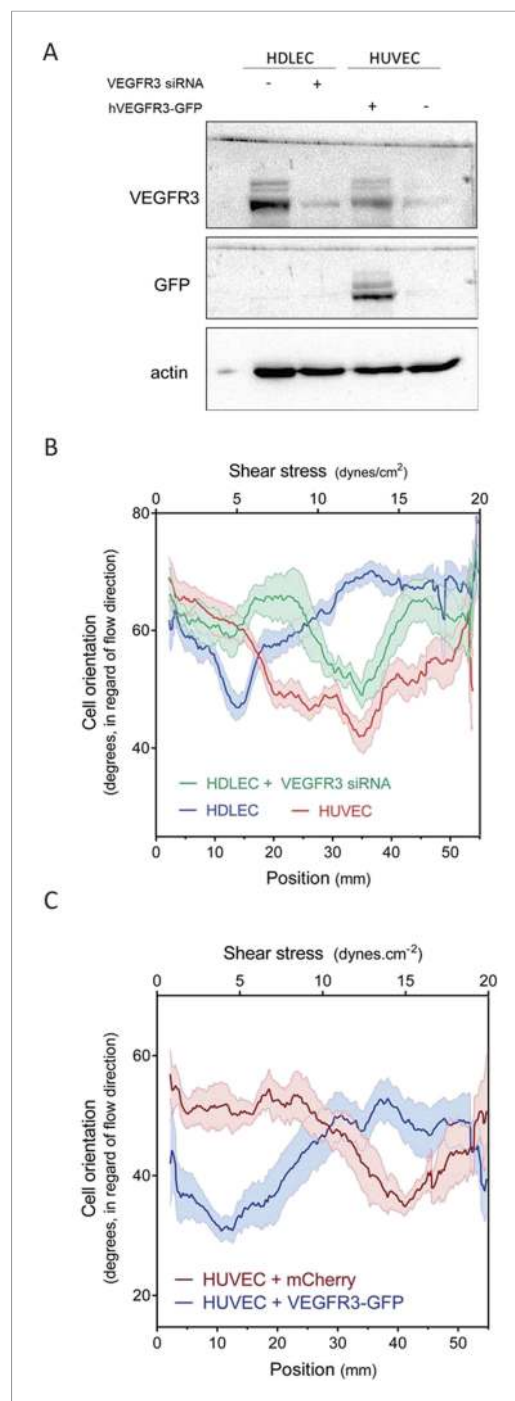 A
HDLEC HUVEC
VEGFR3 siRNA - +
hVEGFR3-GFP + -
VEGFR3
GFP
actin
B
Shear stress (dynes/cm²)
0 5 10 15 20
80
60
40
Cell orientation
(degrees, in regard of flow direction)
HDLEC + VEGFR3 siRNA
HDLEC HUVEC
0 10 20 30 40 50
Position (mm)
C
Shear stress (dynes.cm⁻²)
0 5 10 15 20
60
40
20
Cell orientation
(degrees, in regard of flow direction)
HUVEC + mCherry
HUVEC + VEGFR3-GFP
0 10 20 30 40 50
Position (mm)